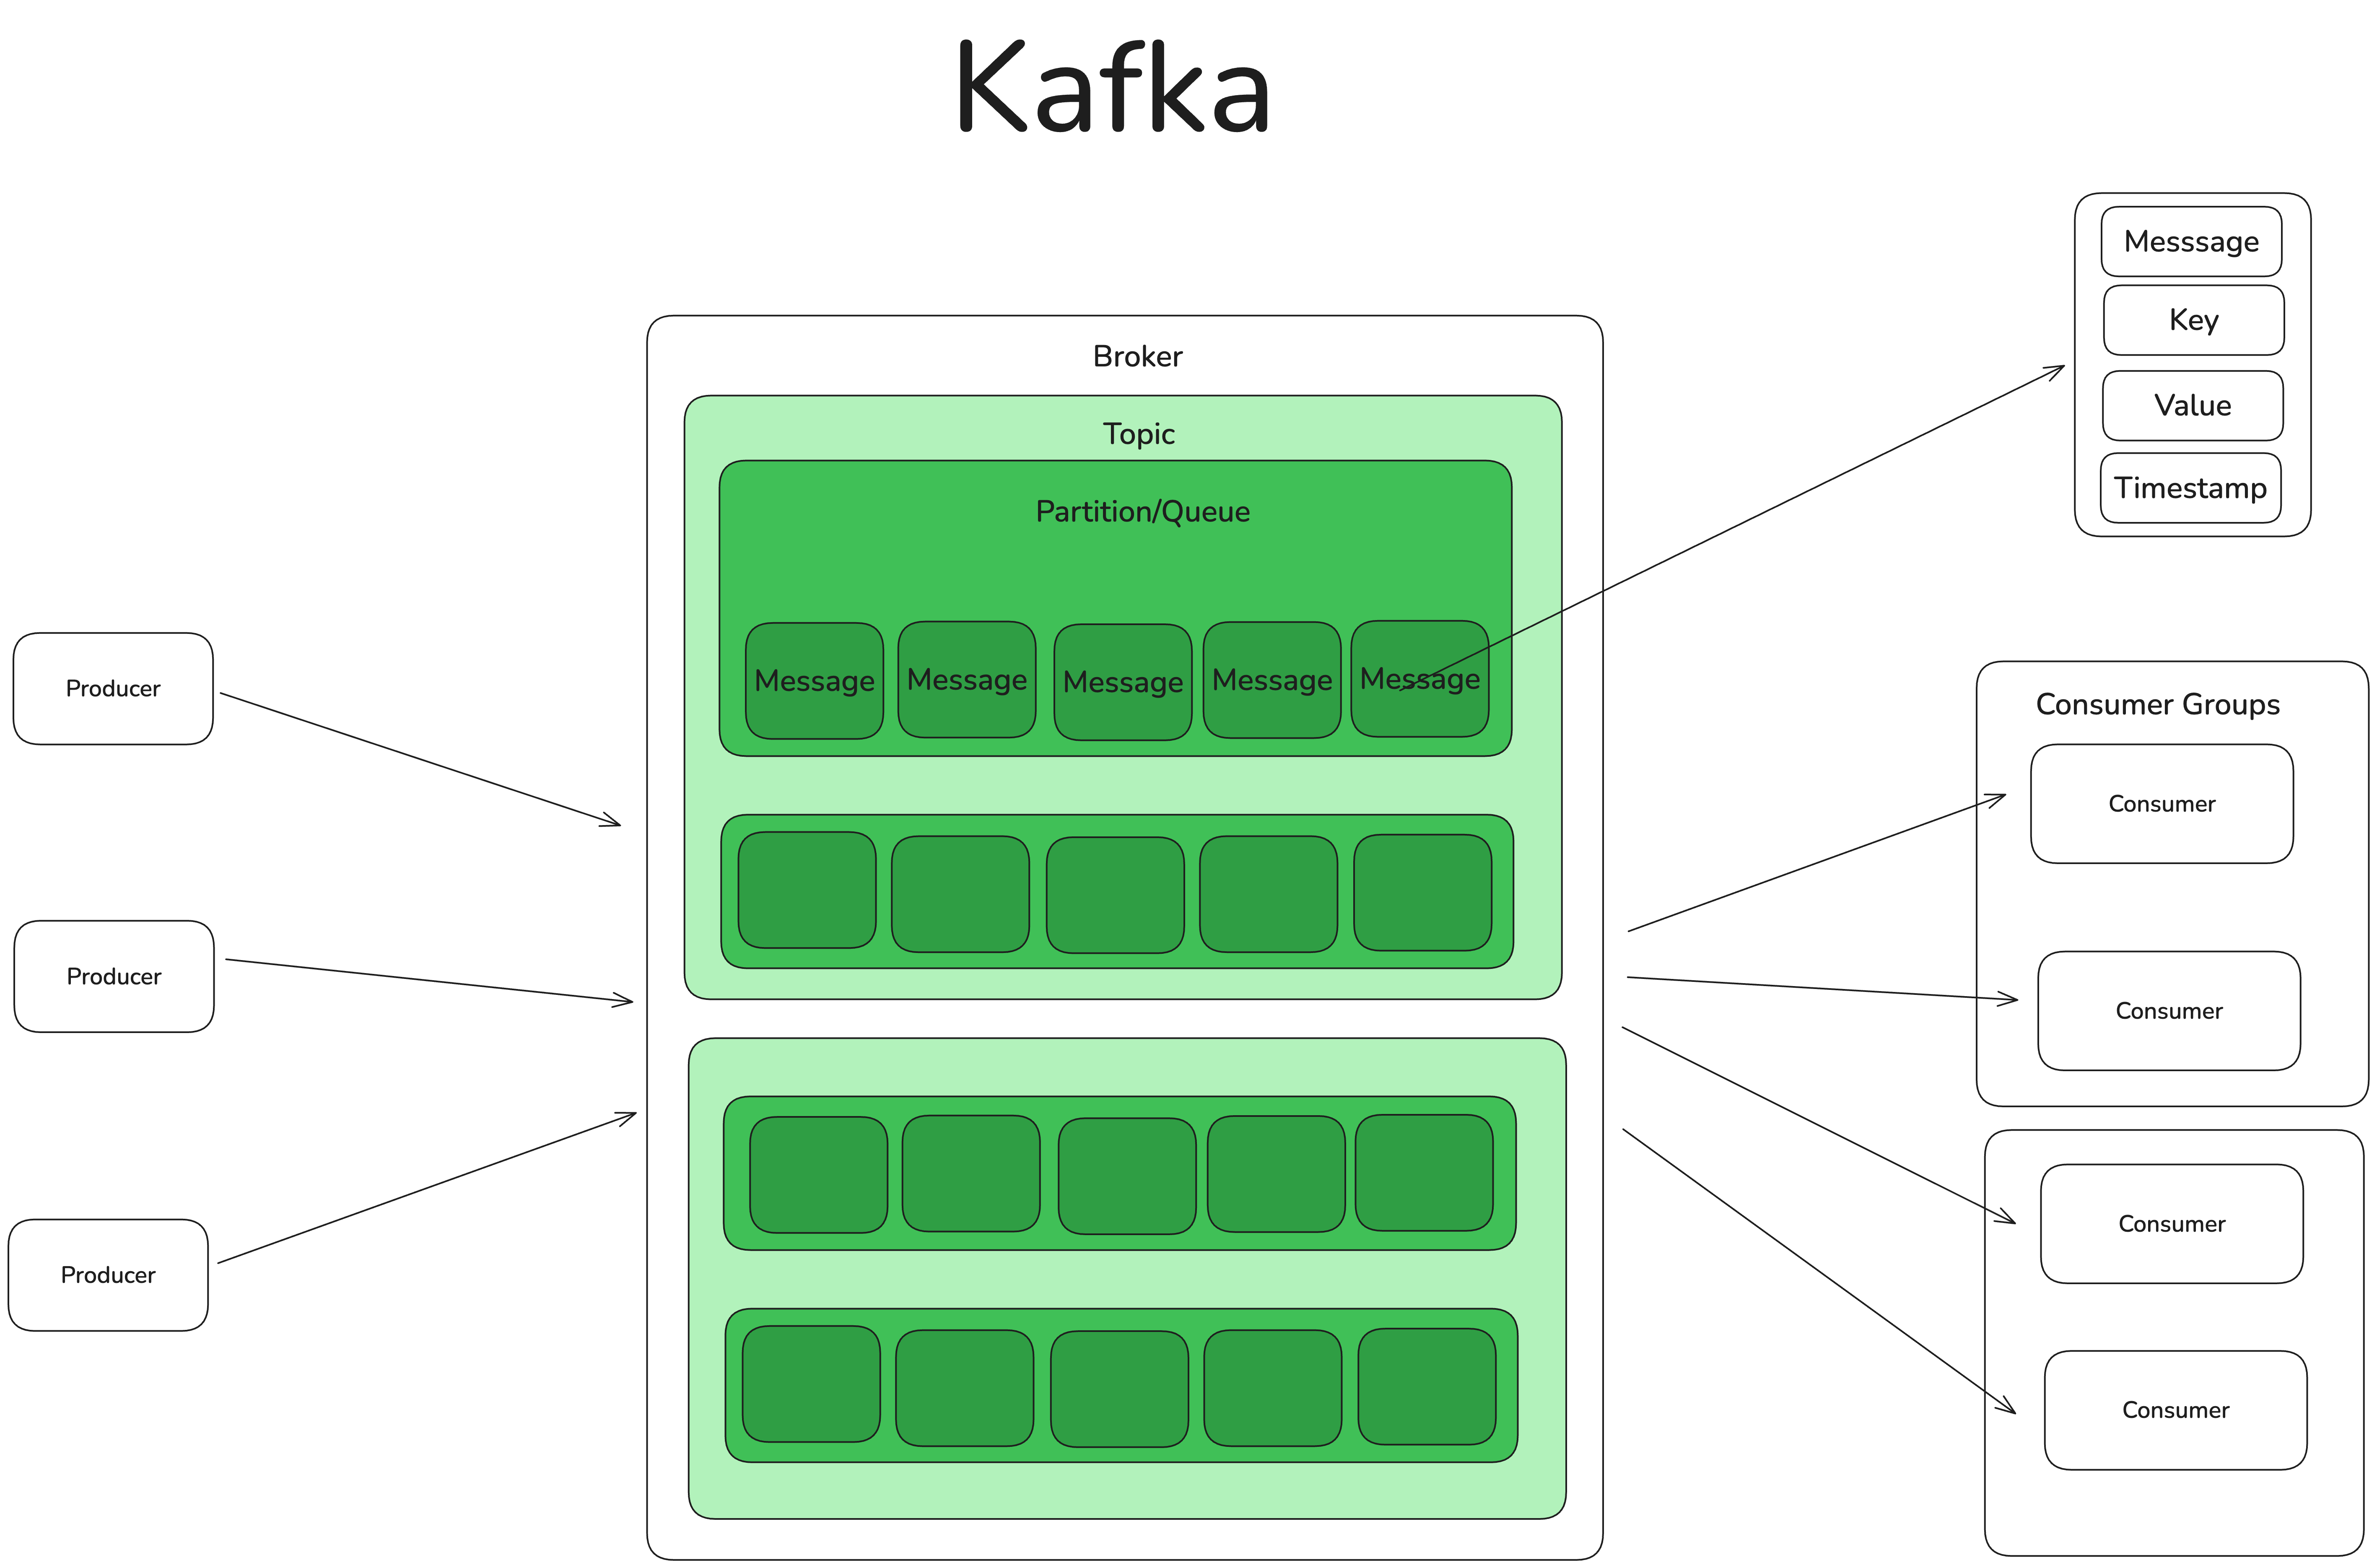 Kafka
Messsage
Key
Value
Timestamp
Broker
Topic
Partition/Queue
Message
Message
Message
Message
Message
Producer
Producer
Producer
Consumer Groups
Consumer
Consumer
Consumer
Consumer